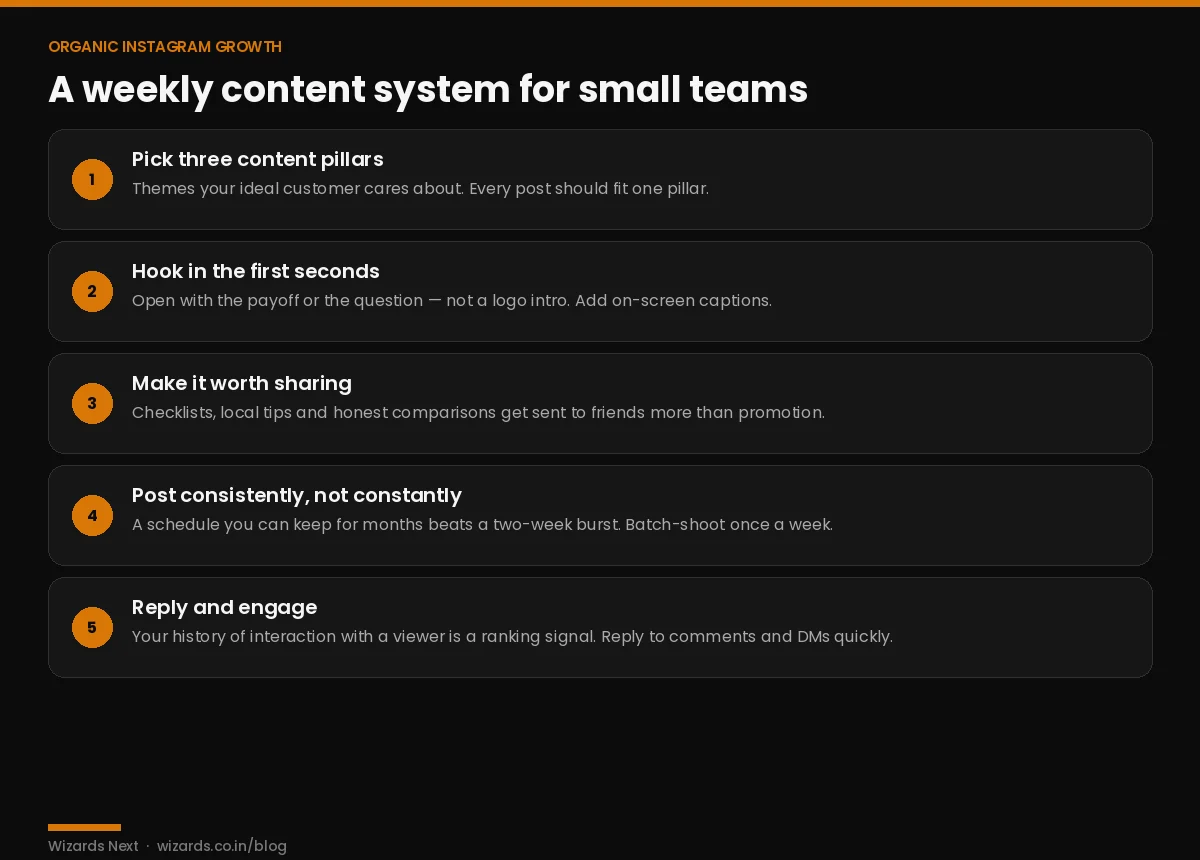 ORGANIC INSTAGRAM GROWTH
A weekly content system for small teams
1
Pick three content pillars
Themes your ideal customer cares about. Every post should fit one pillar.
2
Hook in the first seconds
Open with the payoff or the question — not a logo intro. Add on-screen captions.
3
Make it worth sharing
Checklists, local tips and honest comparisons get sent to friends more than promotion.
4
Post consistently, not constantly
A schedule you can keep for months beats a two-week burst. Batch-shoot once a week.
5
Reply and engage
Your history of interaction with a viewer is a ranking signal. Reply to comments and DMs quickly.
Wizards Next · wizards.co.in/blog